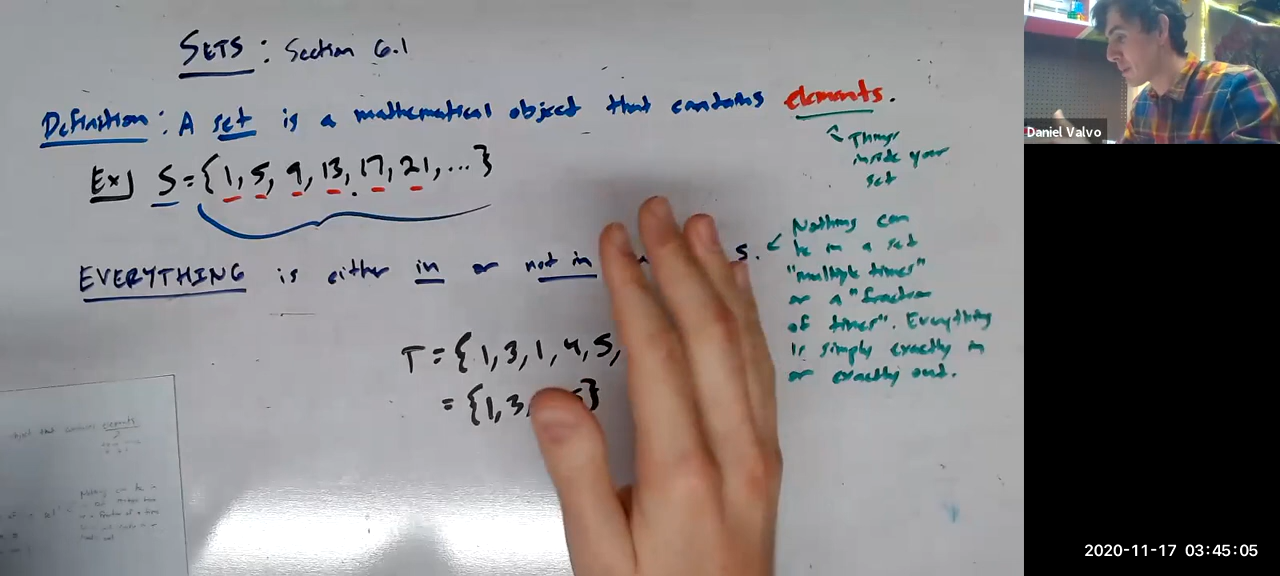 SETS: Section 6.1
Definition: A set is a mathematical object that contains elements.
Things
inside your
set
Ex] S = {1, 5, 9, 13, 17, 21, ...}
EVERYTHING is either in or not in S.
Nothing can
be in a set
"multiple times"
or a "fraction
of times". Everything
is simply exactly in
or exactly out.
T = {1, 3, 1, 4, 5,
= {1, 3, 5}
Daniel Valvo
2020-11-17 03:45:05